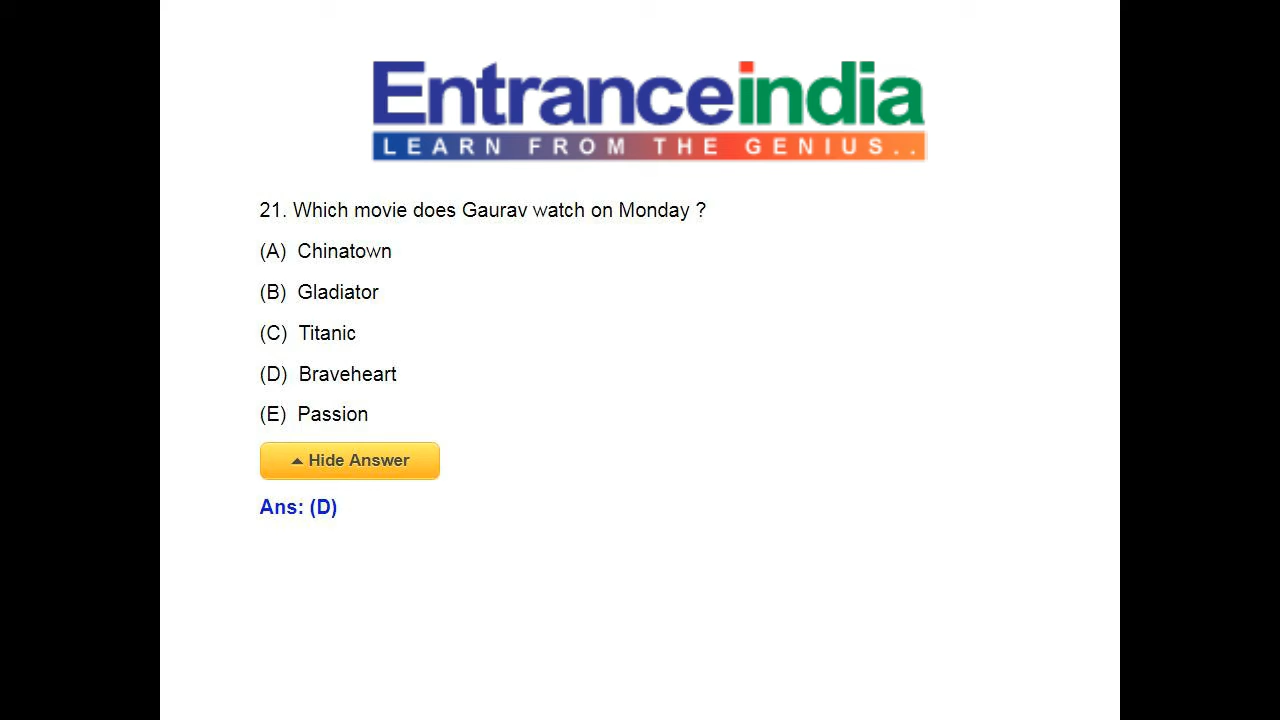 Entranceindia
LEARN FROM THE GENIUS..
21. Which movie does Gaurav watch on Monday ?
(A) Chinatown
(B) Gladiator
(C) Titanic
(D) Braveheart
(E) Passion
Hide Answer
Ans: (D)